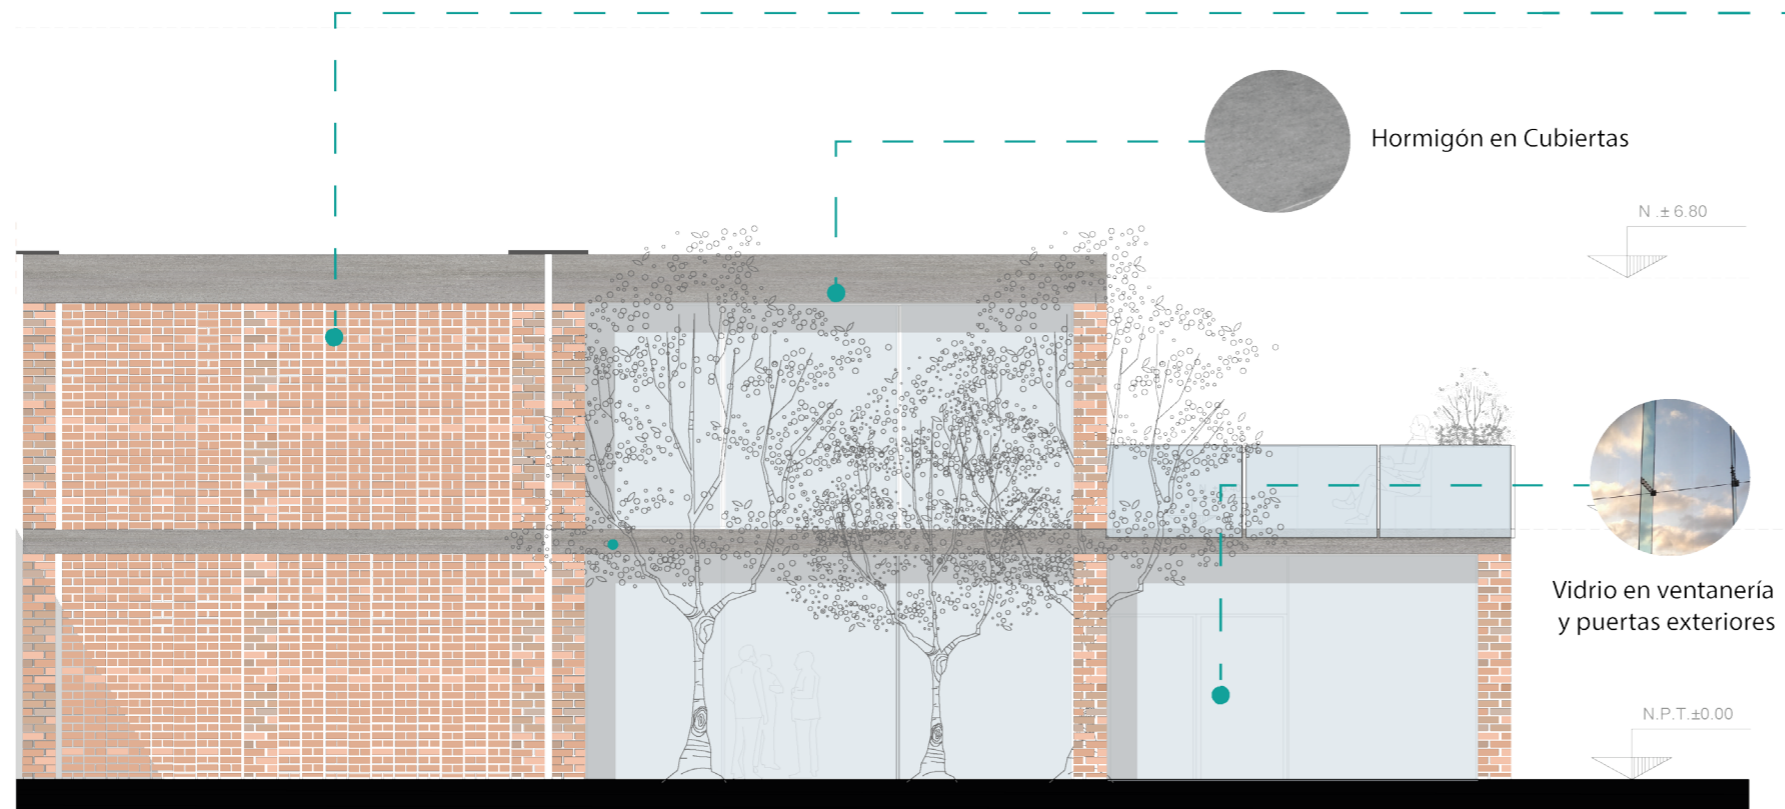 Hormigón en Cubiertas
N .± 6.80
Vidrio en ventanería
y puertas exteriores
N.P.T.±0.00